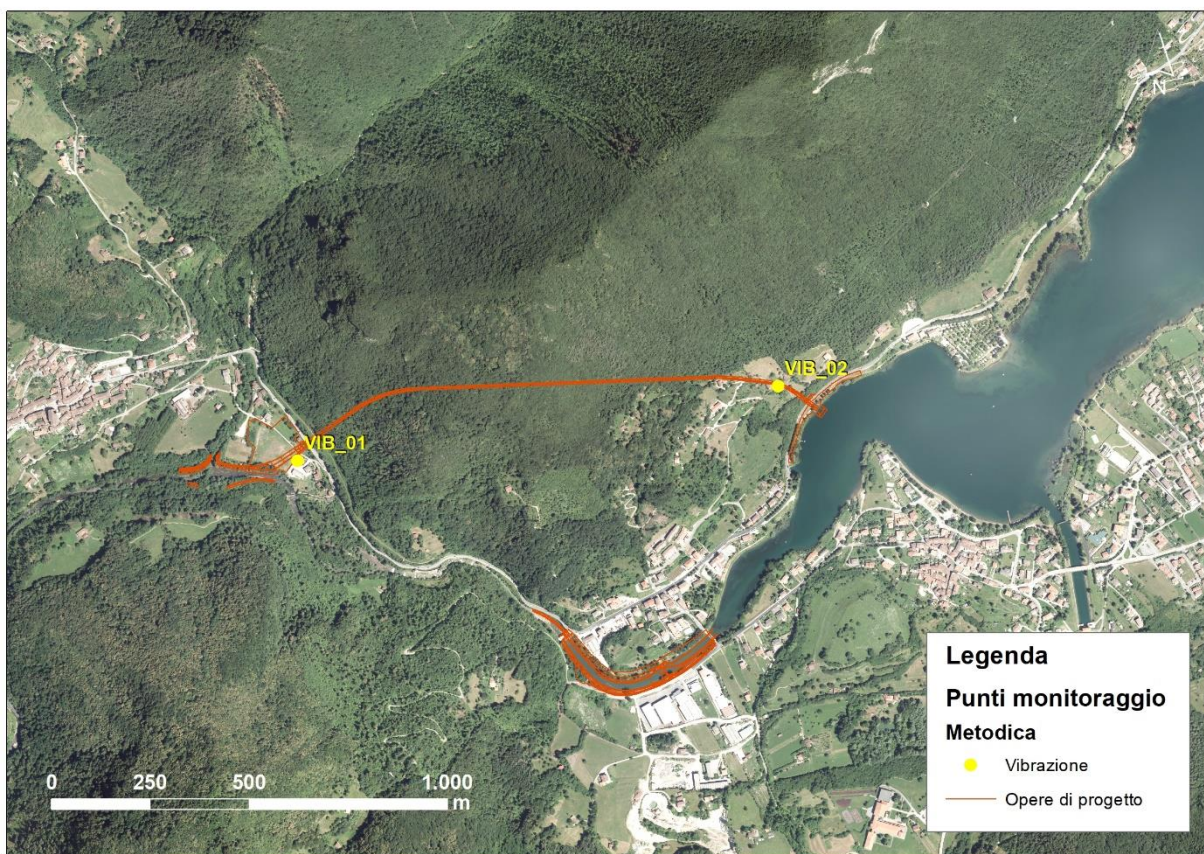 VIB_02
VIB_01
Legenda
Punti monitoraggio
Metodica
Vibrazione
Opere di progetto
0 250 500 1.000
m
N